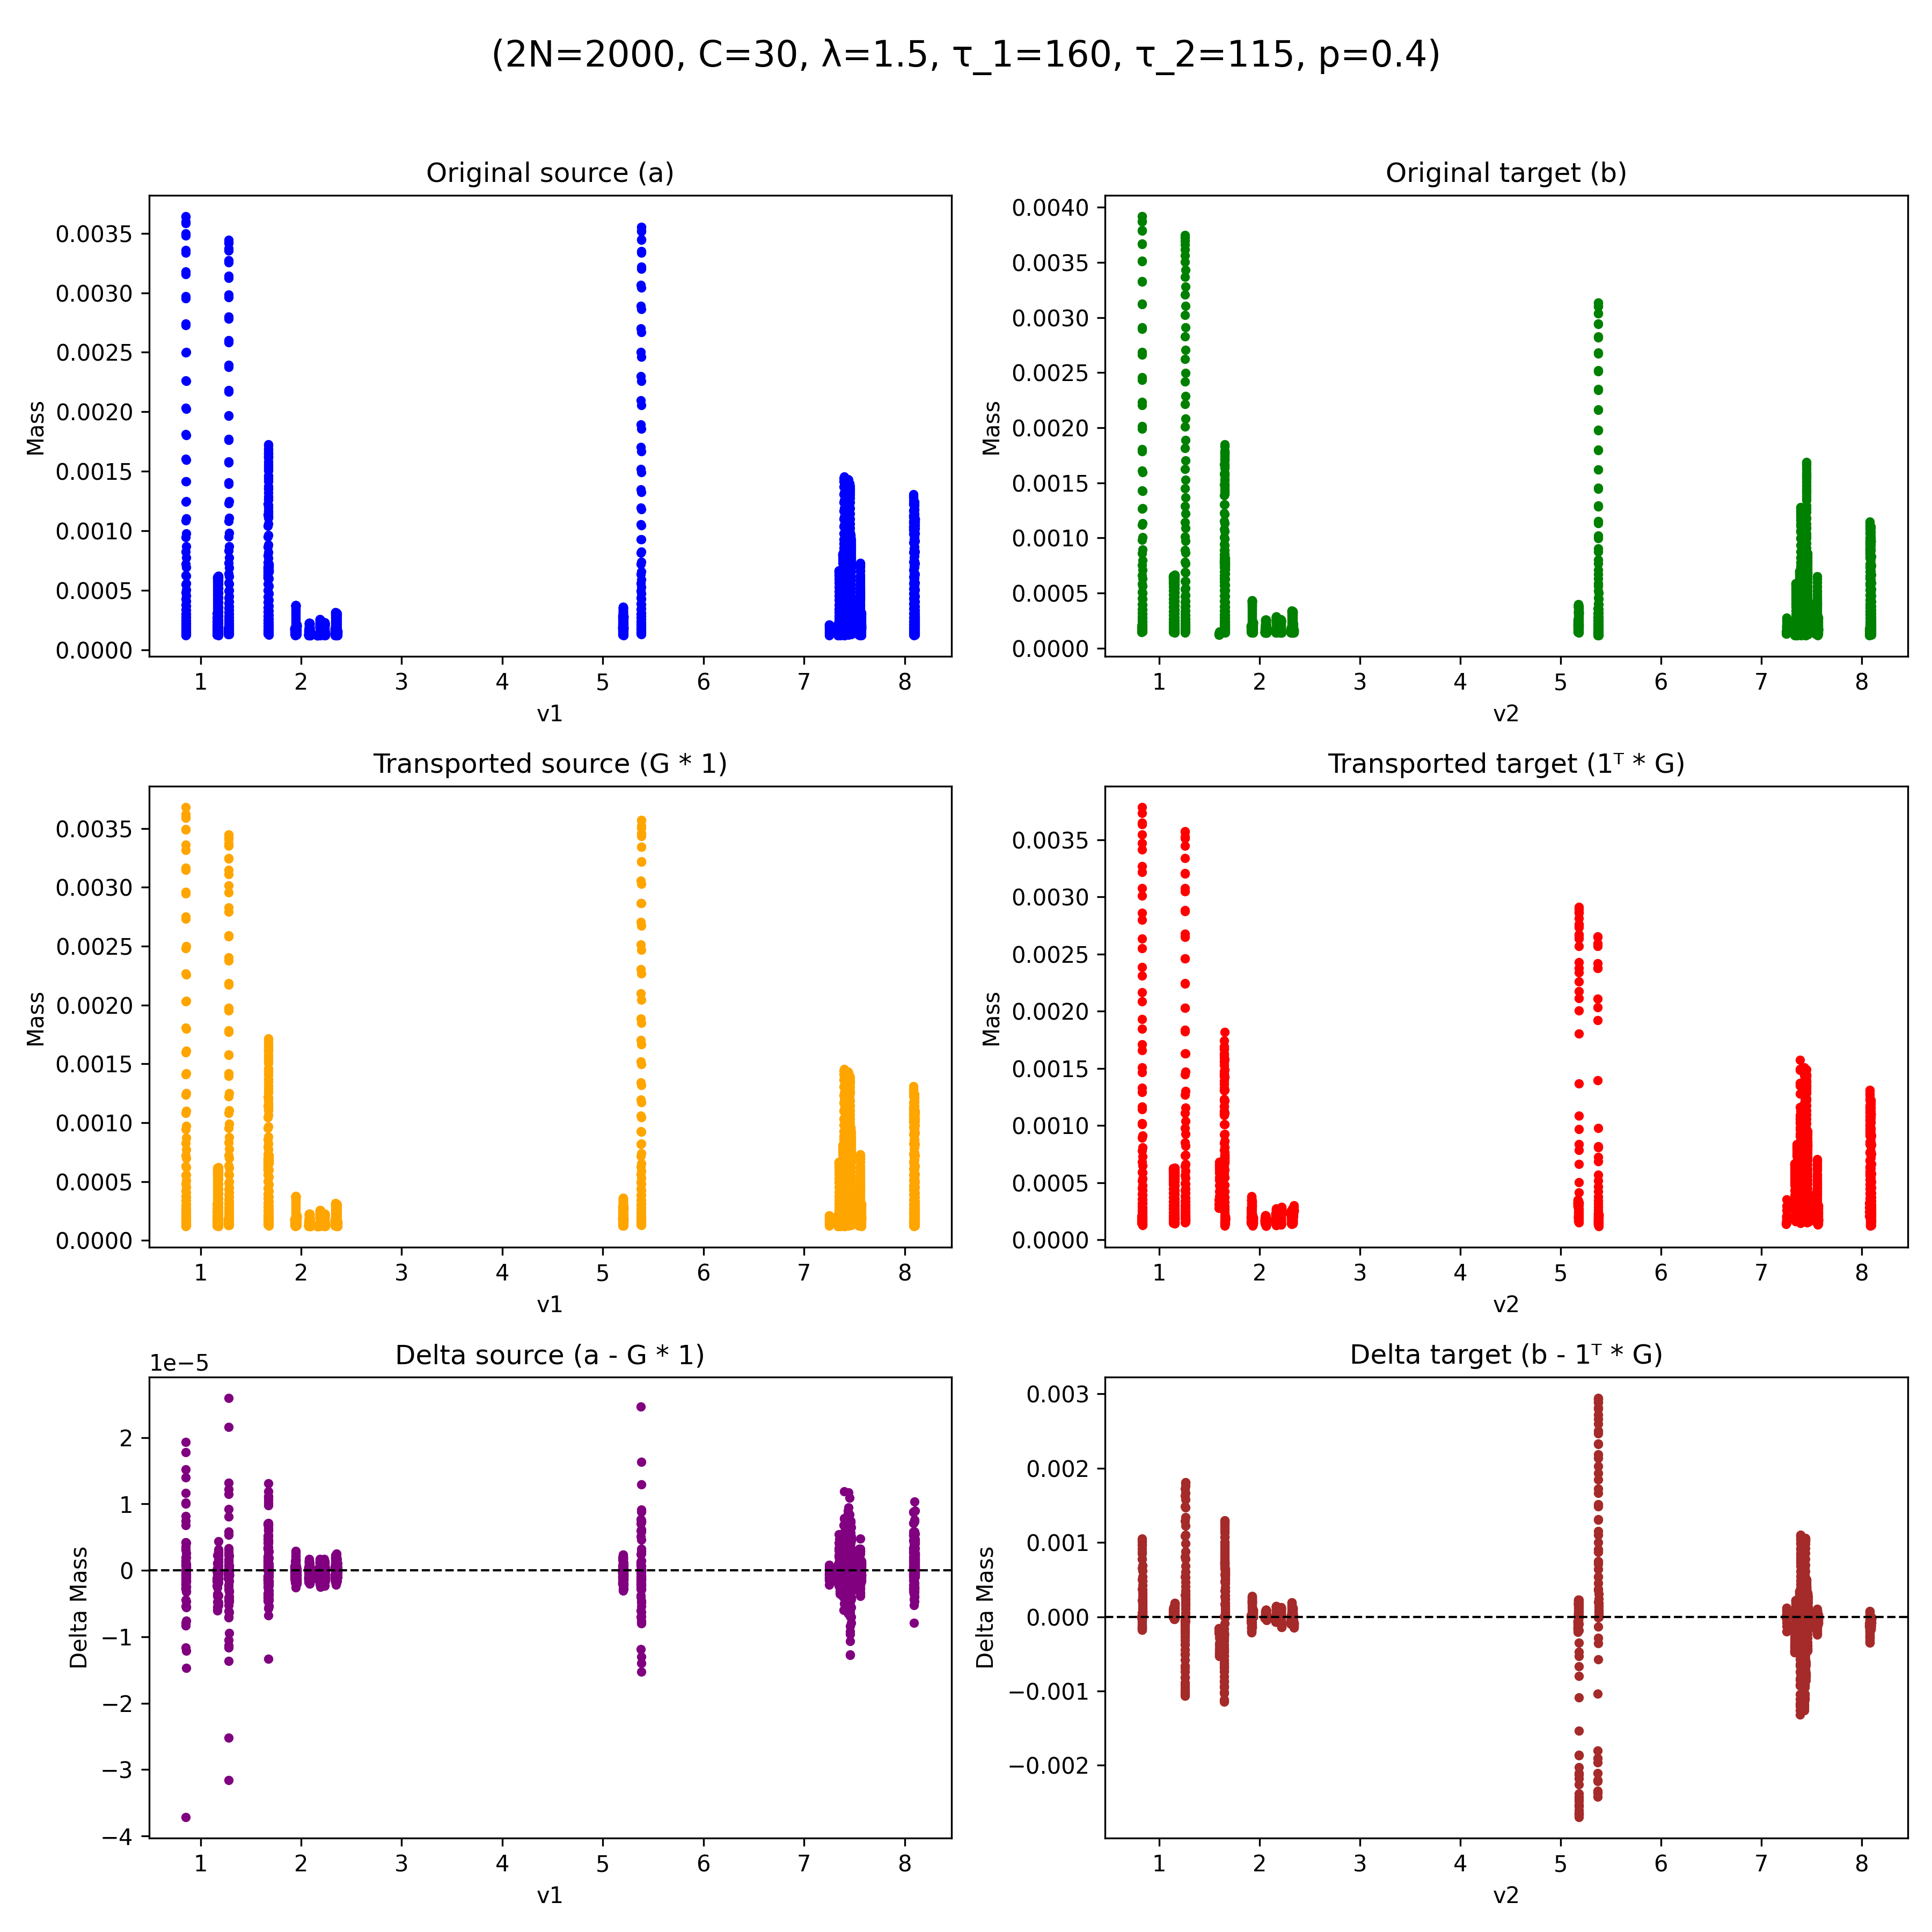 (2N=2000, C=30, λ=1.5, τ_1=160, τ_2=115, p=0.4)
Original source (a)
0.0035
0.0030
0.0025
0.0020
0.0015
0.0010
0.0005
0.0000
Mass
1 2 3 4 5 6 7 8
v1
Original target (b)
0.0040
0.0035
0.0030
0.0025
0.0020
0.0015
0.0010
0.0005
0.0000
Mass
1 2 3 4 5 6 7 8
v2
Transported source (G * 1)
0.0035
0.0030
0.0025
0.0020
0.0015
0.0010
0.0005
0.0000
Mass
1 2 3 4 5 6 7 8
v1
Transported target (1ᵀ * G)
0.0035
0.0030
0.0025
0.0020
0.0015
0.0010
0.0005
0.0000
Mass
1 2 3 4 5 6 7 8
v2
Delta source (a - G * 1)
1e−5
2
1
0
−1
−2
−3
−4
Delta Mass
1 2 3 4 5 6 7 8
v1
Delta target (b - 1ᵀ * G)
0.003
0.002
0.001
0.000
−0.001
−0.002
Delta Mass
1 2 3 4 5 6 7 8
v2